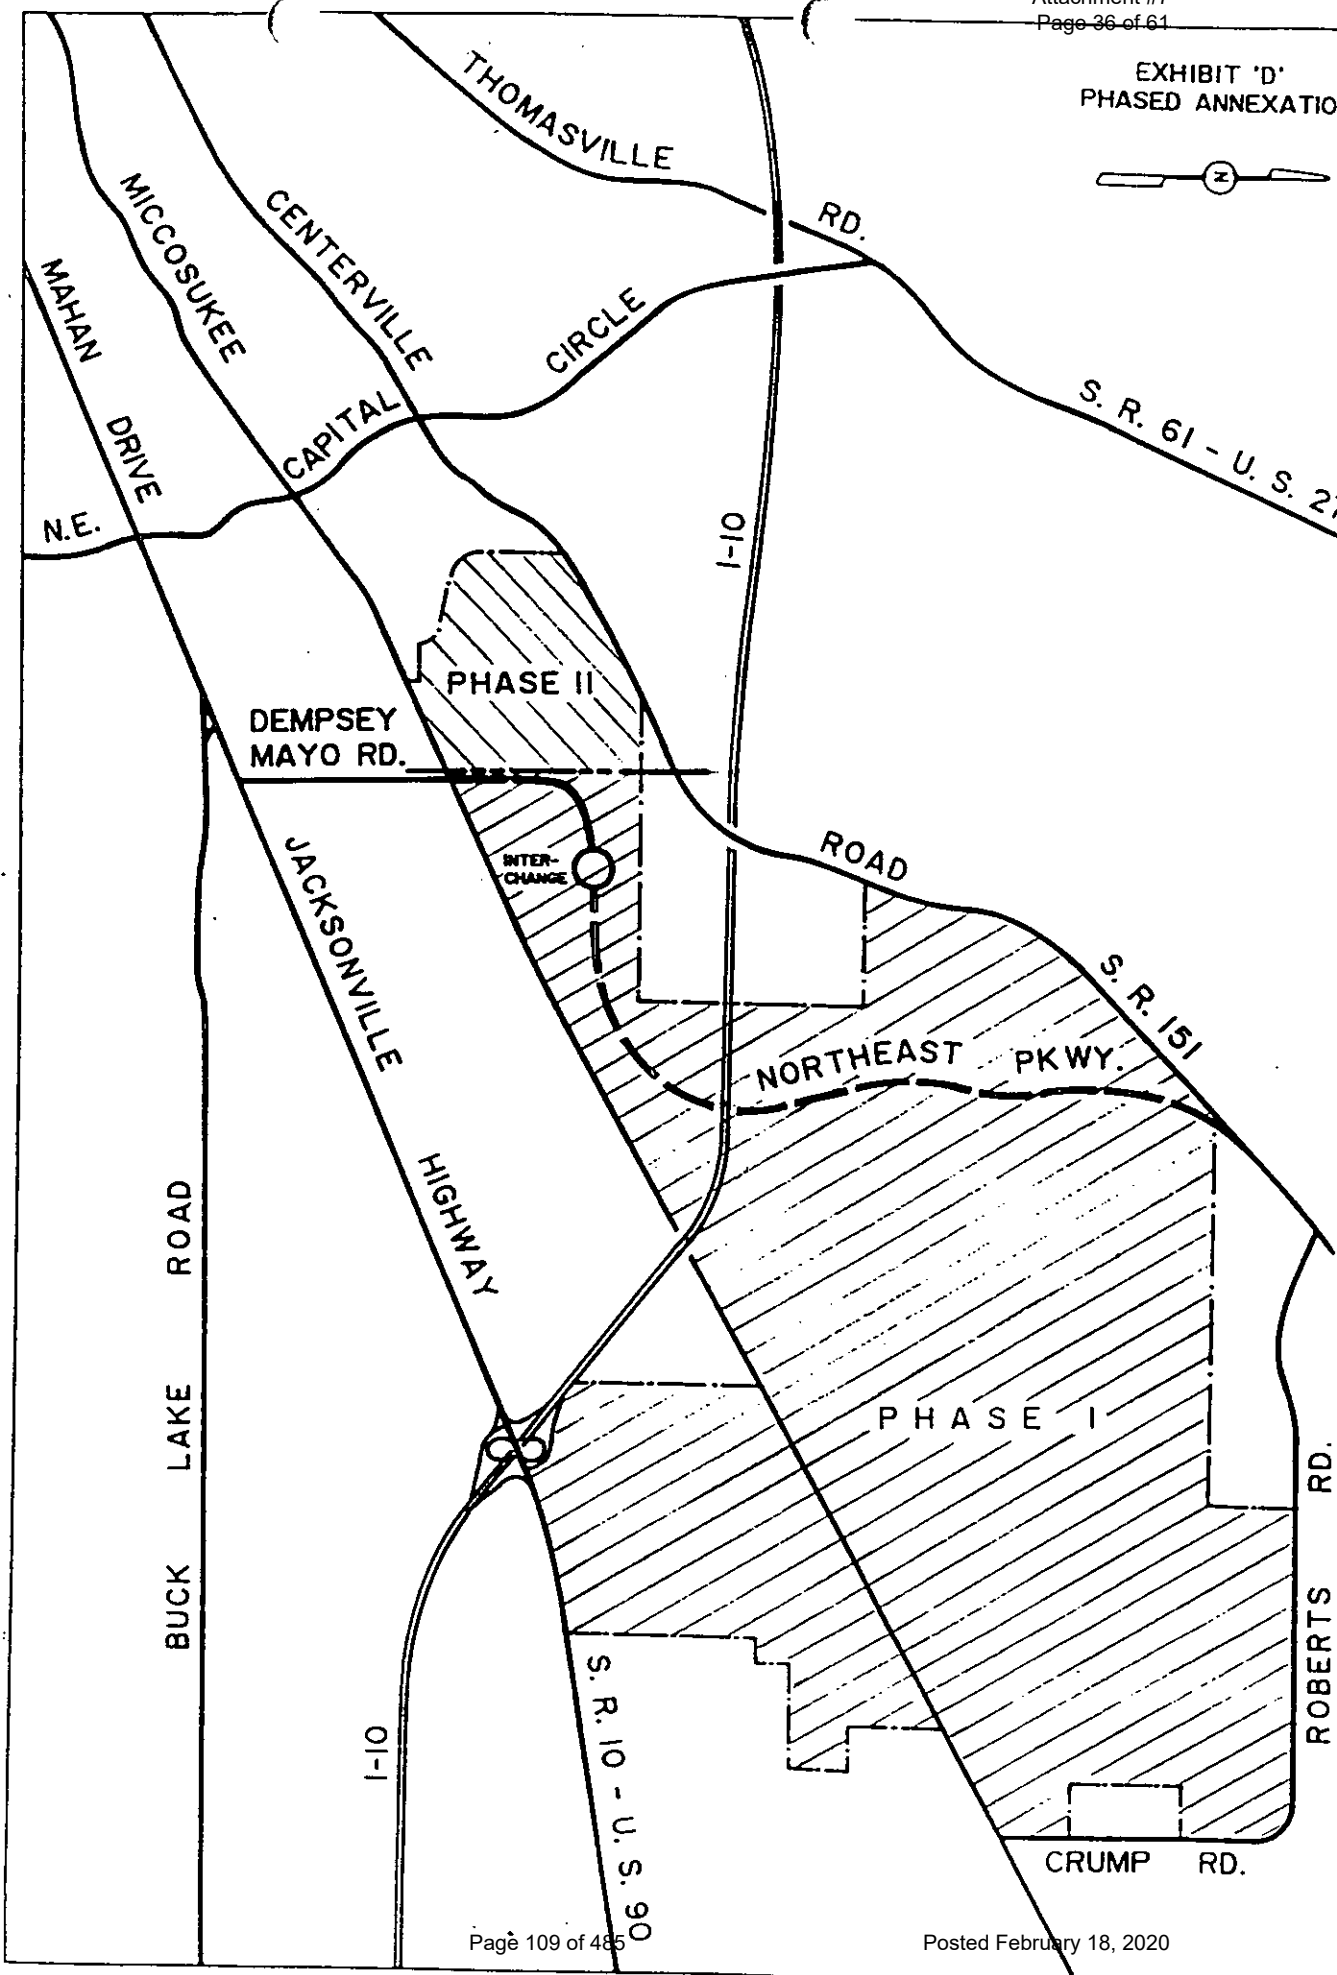 Attachment #7
Page 36 of 61
EXHIBIT 'D'
PHASED ANNEXATIO
N
THOMASVILLE
RD.
MICCOSUKEE
CENTERVILLE
MAHAN
DRIVE
CIRCLE
CAPITAL
N.E.
S. R. 61 - U. S. 27
I-10
PHASE II
DEMPSEY
MAYO RD.
INTER-
CHANGE
ROAD
JACKSONVILLE
HIGHWAY
S. R. 151
NORTHEAST PKWY.
BUCK LAKE ROAD
PHASE I
ROBERTS RD.
S. R. 10 - U. S. 90
I-10
CRUMP RD.
Page 109 of 485
Posted February 18, 2020